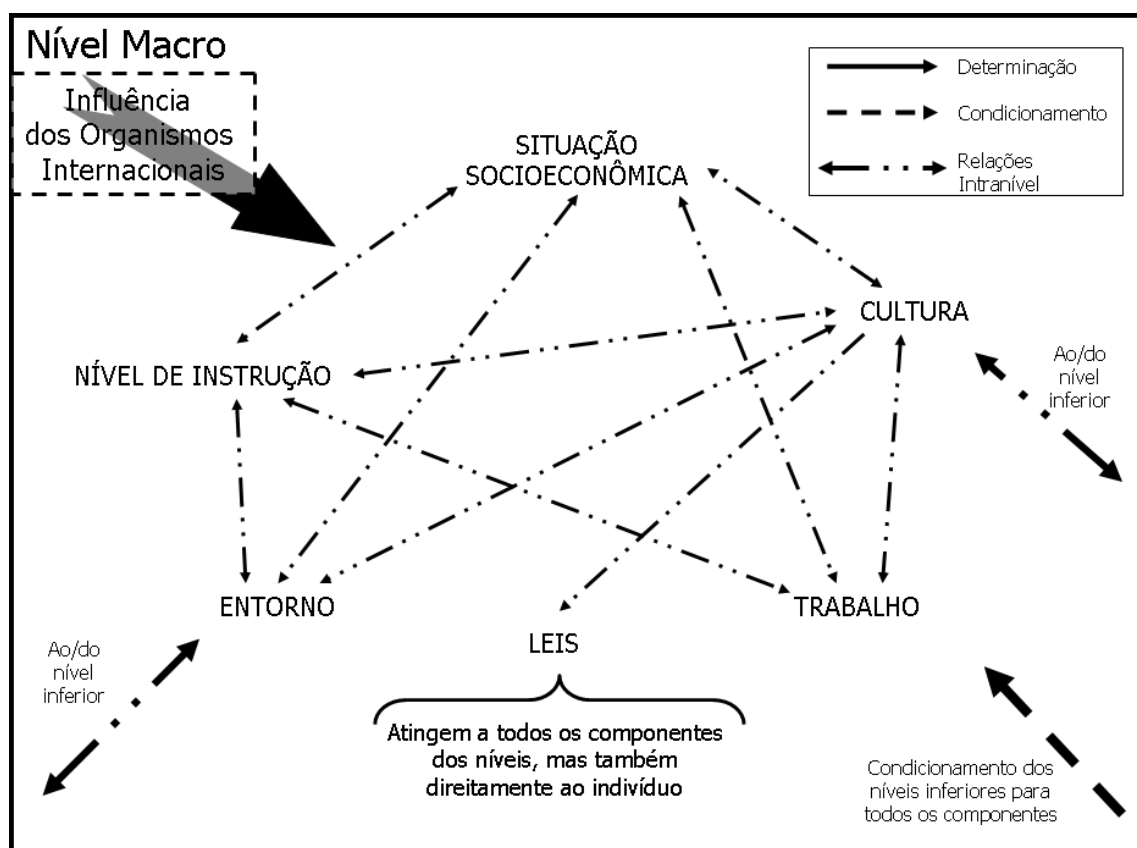 Nível Macro
Influência
dos Organismos
Internacionais
Determinação
Condicionamento
Relações
Intranível
SITUAÇÃO
SOCIOECONÔMICA
CULTURA
NÍVEL DE INSTRUÇÃO
Ao/do
nível
inferior
ENTORNO
TRABALHO
LEIS
Ao/do
nível
inferior
Atingem a todos os componentes
dos níveis, mas também
direitamente ao indivíduo
Condicionamento dos
níveis inferiores para
todos os componentes